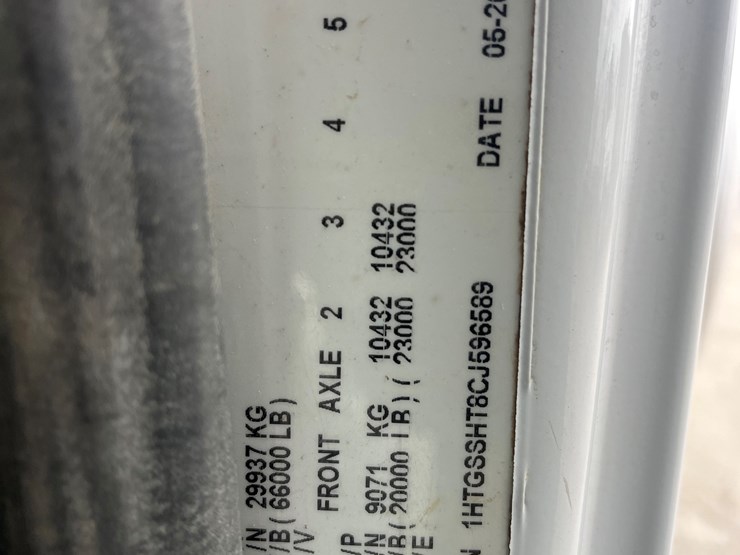 /N 29937 KG
/B ( 66000 LB )
/V FRONT AXLE 2 3 4 5
/P
/N 9071 KG 10432 10432
/B ( 20000 LB ) ( 23000 23000
/E
N 1HTGSSHT8CJ596589 DATE 05-20